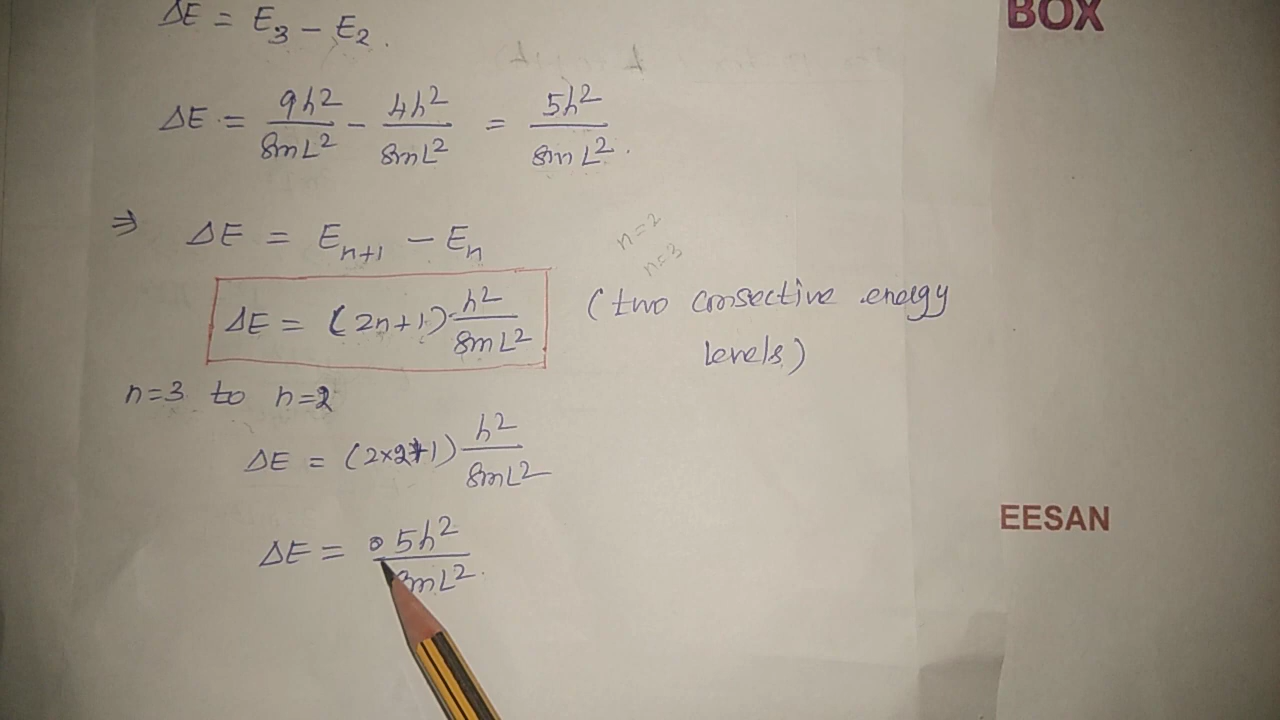 ΔE = E₃ − E₂.
BOX
ΔE = 9h²/8mL² − 4h²/8mL² = 5h²/8mL².
⇒ ΔE = Eₙ₊₁ − Eₙ
n=2
n=3
ΔE = (2n+1) h²/8mL² (two consective energy
levels)
n=3 to n=2
ΔE = (2×2+1) h²/8mL²
EESAN
ΔE = 5h²/8mL².